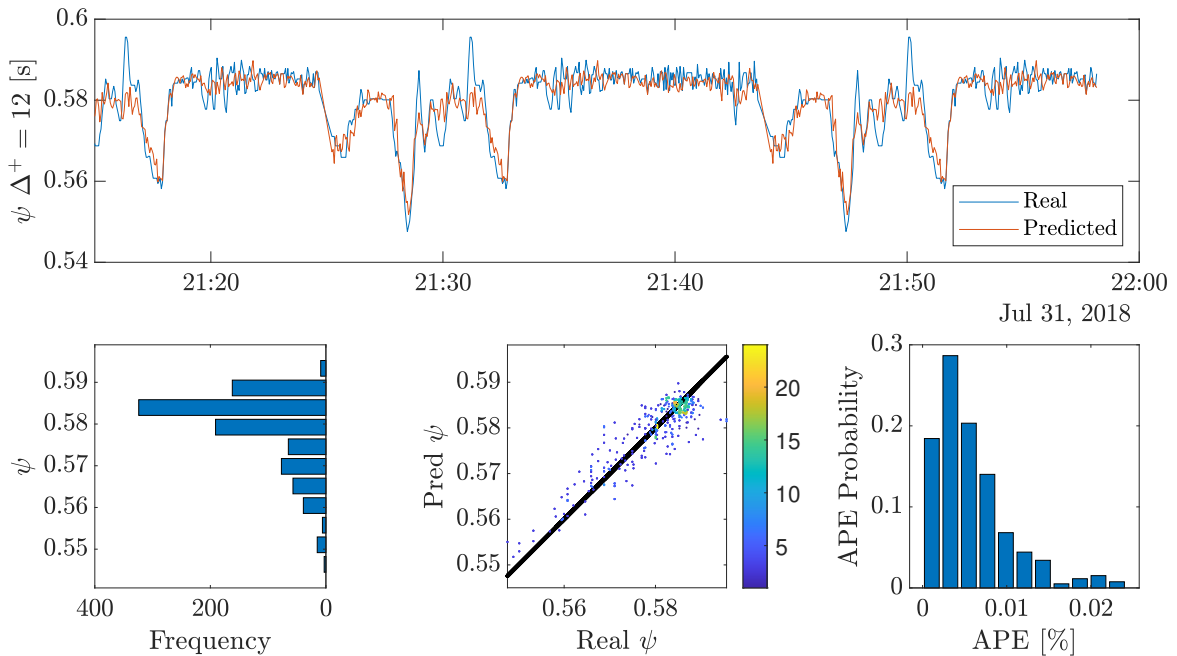 ψ Δ⁺ = 12 [s]
0.6
0.58
0.56
0.54
Real
Predicted
21:20 21:30 21:40 21:50 22:00
Jul 31, 2018
ψ
0.59
0.58
0.57
0.56
0.55
400 200 0
Frequency
Pred ψ
0.59
0.58
0.57
0.56
0.55
0.56 0.58
Real ψ
20
15
10
5
APE Probability
0.3
0.2
0.1
0
0 0.01 0.02
APE [%]